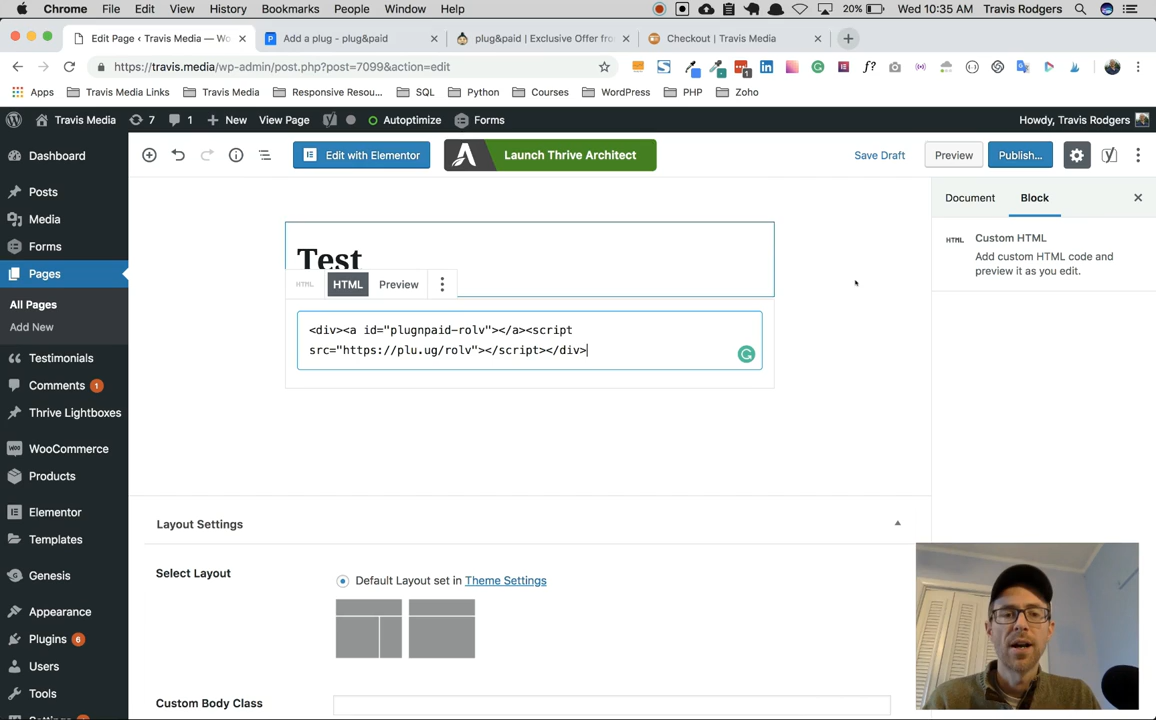 Chrome File Edit View History Bookmarks People Window Help 20% Wed 10:35 AM Travis Rodgers
Edit Page ‹ Travis Media — Wo
Add a plug - plug&paid
plug&paid | Exclusive Offer fro
Checkout | Travis Media
https://travis.media/wp-admin/post.php?post=7099&action=edit
Apps Travis Media Links Travis Media Responsive Resou... SQL Python Courses WordPress PHP Zoho
Travis Media 7 1 New View Page Autoptimize Forms Howdy, Travis Rodgers
Dashboard
Posts
Media
Forms
Pages
All Pages
Add New
Testimonials
Comments 1
Thrive Lightboxes
WooCommerce
Products
Elementor
Templates
Genesis
Appearance
Plugins 6
Users
Tools
Settings
Edit with Elementor
Launch Thrive Architect
Save Draft Preview Publish...
Test
HTML HTML Preview
<div><a id="plugnpaid-rolv"></a><script
src="https://plu.ug/rolv"></script></div>
Layout Settings
Select Layout
Default Layout set in Theme Settings
Custom Body Class
Document Block
HTML Custom HTML
Add custom HTML code and
preview it as you edit.